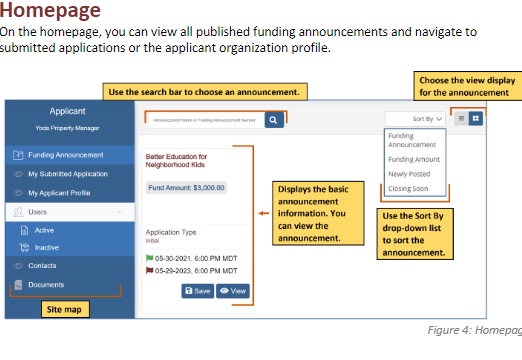 Homepage
On the homepage, you can view all published funding announcements and navigate to
submitted applications or the applicant organization profile.
Use the search bar to choose an announcement.
Choose the view display
for the announcement
Applicant
Yoda Property Manager
Announcement Name or Funding Announcement Number
Sort By
Funding
Announcement
Funding Amount
Newly Posted
Closing Soon
Funding Announcement
My Submitted Application
My Applicant Profile
Users
Active
Inactive
Contacts
Documents
Site map
Better Education for
Neighborhood Kids
Fund Amount: $3,000.00
Application Type
Initial
05-30-2021, 6:00 PM MDT
05-29-2023, 6:00 PM MDT
Save
View
Displays the basic
announcement
information. You
can view the
announcement.
Use the Sort By
drop-down list
to sort the
announcement.
Figure 4: Homepag